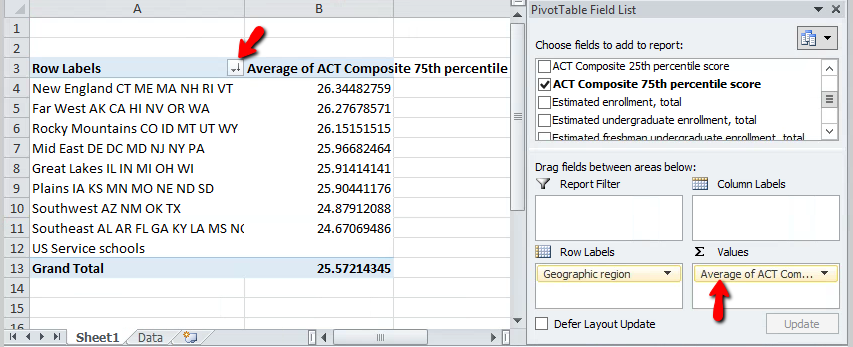 A B
1
2
3 Row Labels Average of ACT Composite 75th percentile
4 New England CT ME MA NH RI VT 26.34482759
5 Far West AK CA HI NV OR WA 26.27678571
6 Rocky Mountains CO ID MT UT WY 26.15151515
7 Mid East DE DC MD NJ NY PA 25.96682464
8 Great Lakes IL IN MI OH WI 25.91414141
9 Plains IA KS MN MO NE ND SD 25.90441176
10 Southwest AZ NM OK TX 24.87912088
11 Southeast AL AR FL GA KY LA MS NC 24.67069486
12 US Service schools
13 Grand Total 25.57214345
14
15
16
Sheet1 Data
PivotTable Field List
Choose fields to add to report:
ACT Composite 25th percentile score
ACT Composite 75th percentile score
Estimated enrollment, total
Estimated undergraduate enrollment, total
Estimated freshman undergraduate enrollment, total
Drag fields between areas below:
Report Filter Column Labels
Row Labels Σ Values
Geographic region Average of ACT Com...
Defer Layout Update Update